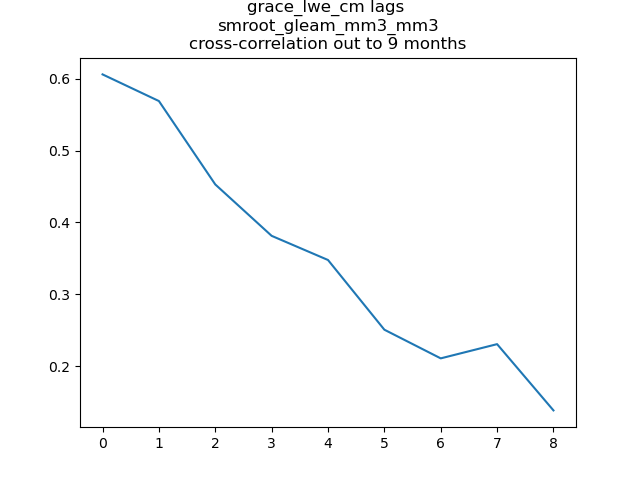 grace_lwe_cm lags
smroot_gleam_mm3_mm3
cross-correlation out to 9 months
0.6
0.5
0.4
0.3
0.2
0 1 2 3 4 5 6 7 8